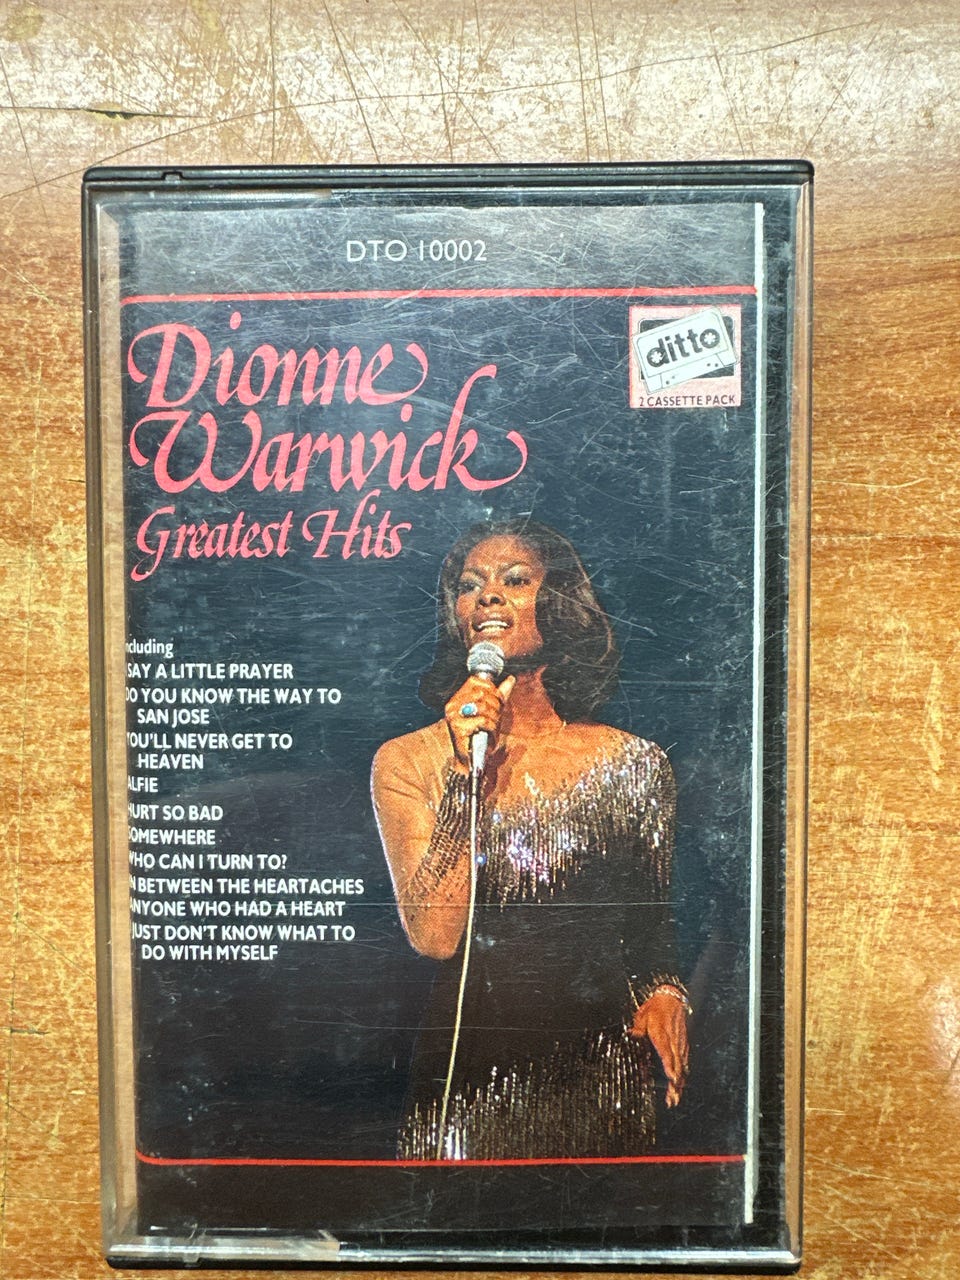 DTO 10002
Dionne
Warwick
Greatest Hits
ditto
2 CASSETTE PACK
ncluding
SAY A LITTLE PRAYER
DO YOU KNOW THE WAY TO
SAN JOSE
YOU'LL NEVER GET TO
HEAVEN
ALFIE
HURT SO BAD
SOMEWHERE
WHO CAN I TURN TO?
N BETWEEN THE HEARTACHES
ANYONE WHO HAD A HEART
JUST DON'T KNOW WHAT TO
DO WITH MYSELF